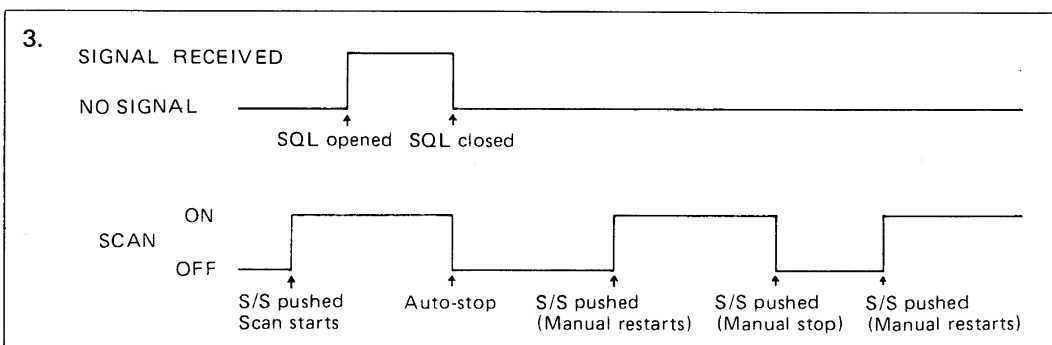 3.
SIGNAL RECEIVED
NO SIGNAL
SQL opened SQL closed
ON
SCAN
OFF
S/S pushed Auto-stop S/S pushed S/S pushed S/S pushed
Scan starts (Manual restarts) (Manual stop) (Manual restarts)